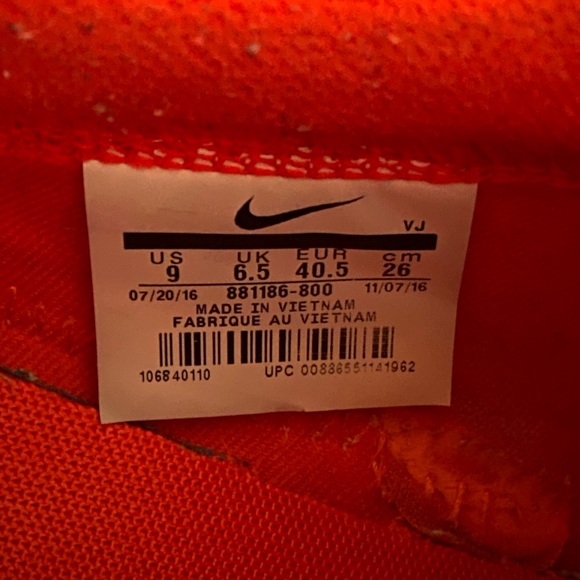 VJ
US UK EUR cm
9 6.5 40.5 26
07/20/16 881186-800 11/07/16
MADE IN VIETNAM
FABRIQUE AU VIETNAM
106840110 UPC 00886551141962